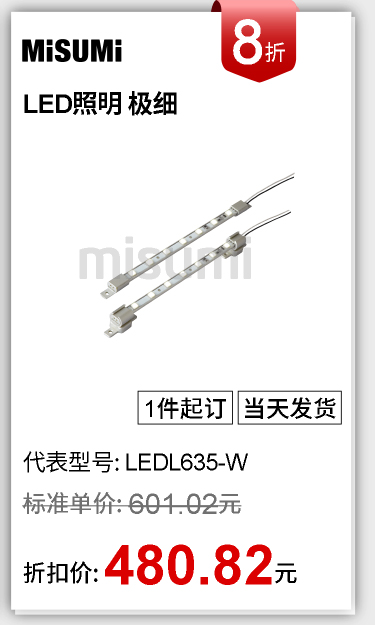 MiSUMi
8折
LED照明 极细
misumi
1件起订 当天发货
代表型号: LEDL635-W
标准单价: 601.02元
折扣价: 480.82元